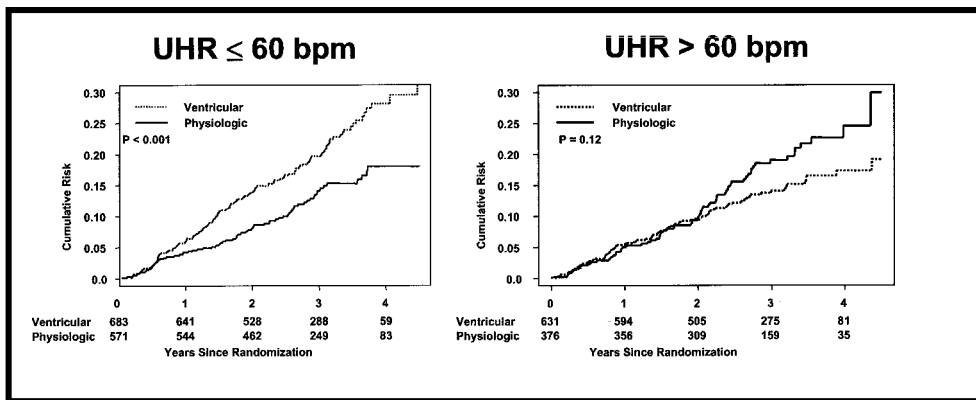 UHR ≤ 60 bpm
0.30
0.25
0.20
0.15
0.10
0.05
0.0
Cumulative Risk
Ventricular
Physiologic
P < 0.001
0 1 2 3 4
Ventricular 683 641 528 288 59
Physiologic 571 544 462 249 83
Years Since Randomization
UHR > 60 bpm
0.30
0.25
0.20
0.15
0.10
0.05
0.0
Cumulative Risk
Ventricular
Physiologic
P = 0.12
0 1 2 3 4
Ventricular 631 594 505 275 81
Physiologic 376 356 309 159 35
Years Since Randomization